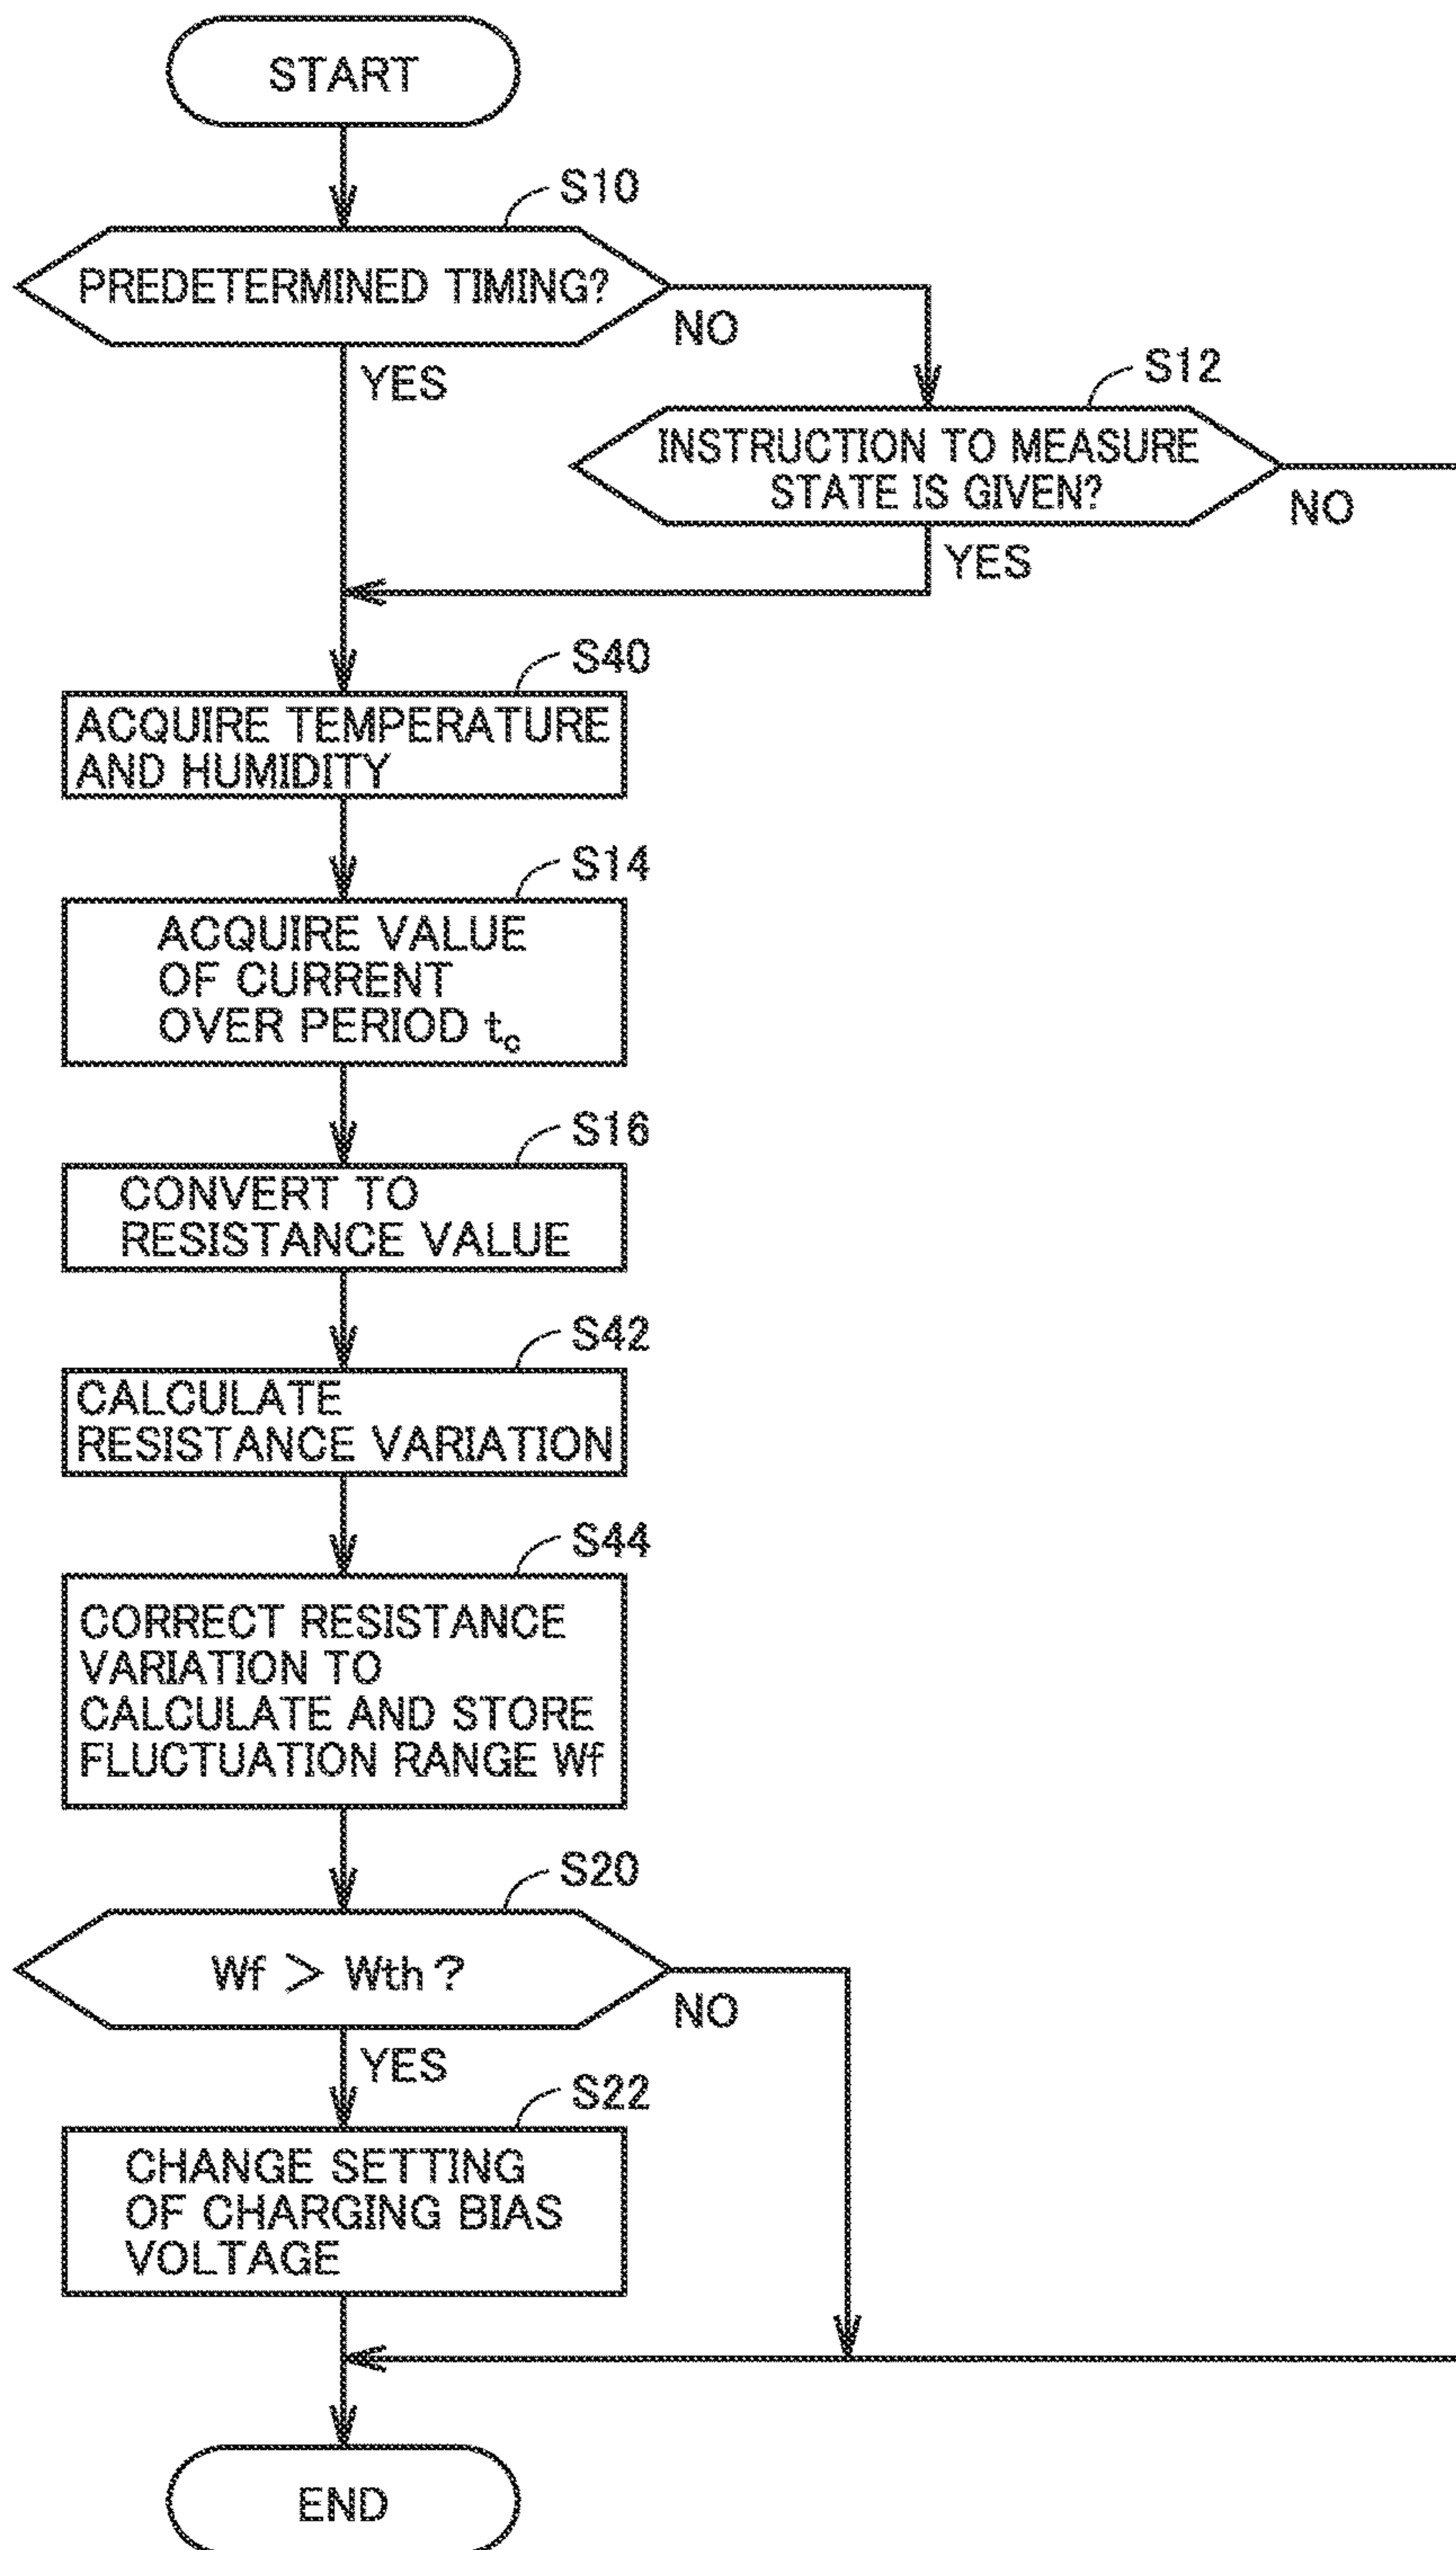 START
S10
PREDETERMINED TIMING?
NO
YES
S12
INSTRUCTION TO MEASURE
STATE IS GIVEN?
NO
YES
S40
ACQUIRE TEMPERATURE
AND HUMIDITY
S14
ACQUIRE VALUE
OF CURRENT
OVER PERIOD tc
S16
CONVERT TO
RESISTANCE VALUE
S42
CALCULATE
RESISTANCE VARIATION
S44
CORRECT RESISTANCE
VARIATION TO
CALCULATE AND STORE
FLUCTUATION RANGE Wf
S20
Wf > Wth ?
NO
YES
S22
CHANGE SETTING
OF CHARGING BIAS
VOLTAGE
END